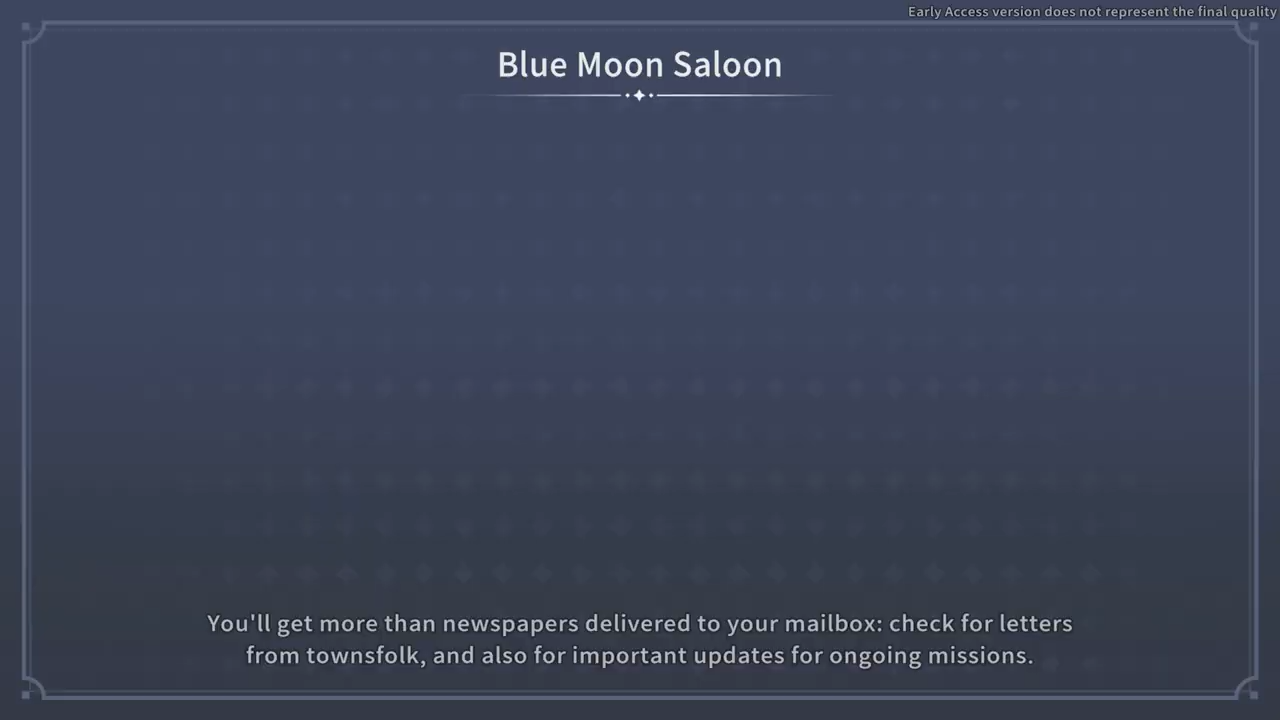 Early Access version does not represent the final quality
Blue Moon Saloon
You'll get more than newspapers delivered to your mailbox: check for letters
from townsfolk, and also for important updates for ongoing missions.